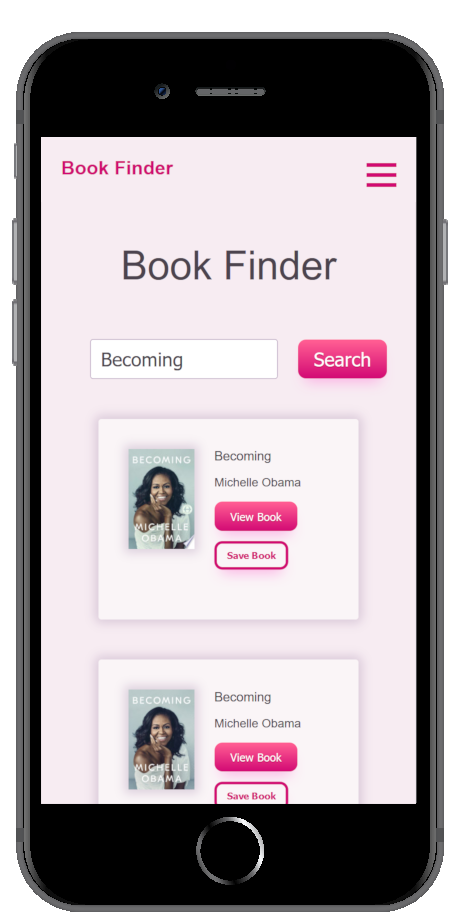 Book Finder
Book Finder
Becoming
Search
BECOMING
MICHELLE
OBAMA
Becoming
Michelle Obama
View Book
Save Book
BECOMING
MICHELLE
OBAMA
Becoming
Michelle Obama
View Book
Save Book